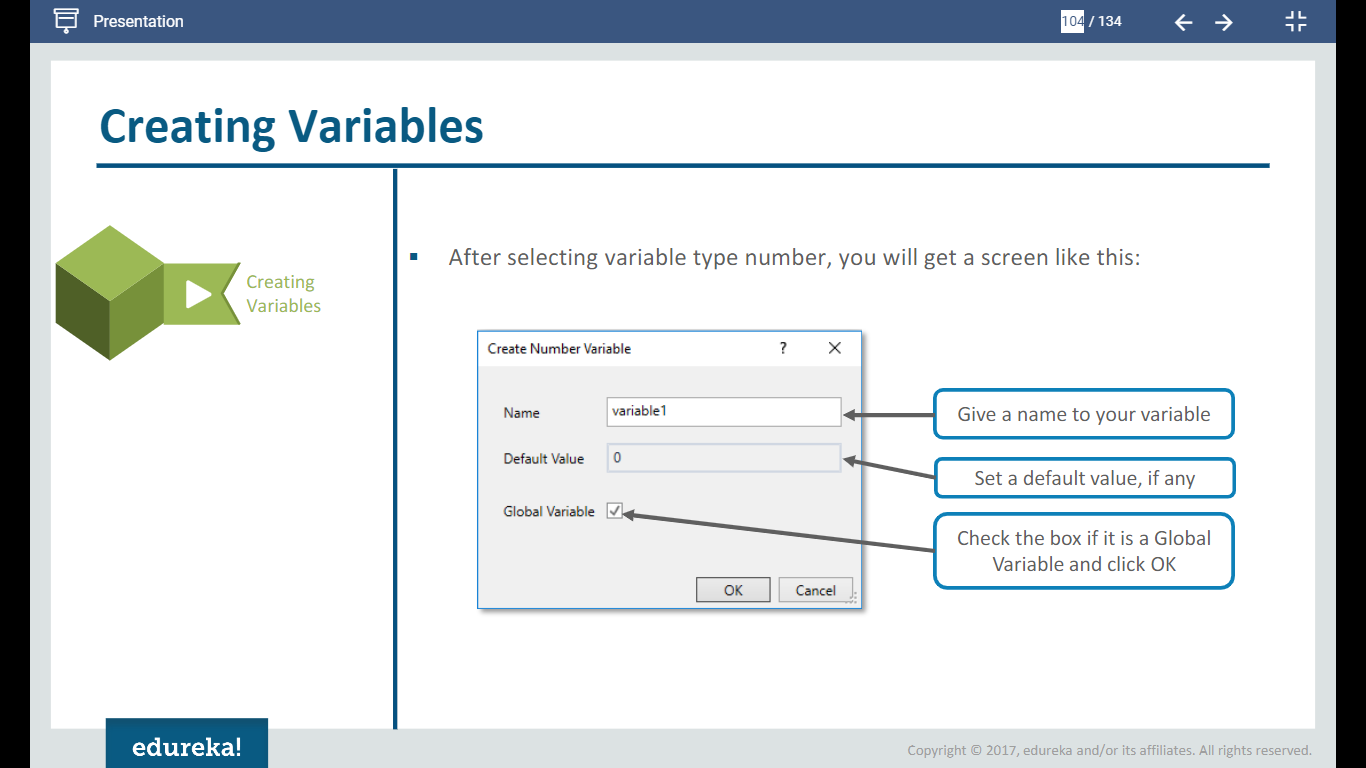 Presentation
104 / 134
Creating Variables
Creating
Variables
After selecting variable type number, you will get a screen like this:
Create Number Variable ?
Name variable1
Give a name to your variable
Default Value 0
Set a default value, if any
Global Variable
Check the box if it is a Global
Variable and click OK
OK Cancel
edureka!
Copyright © 2017, edureka and/or its affiliates. All rights reserved.